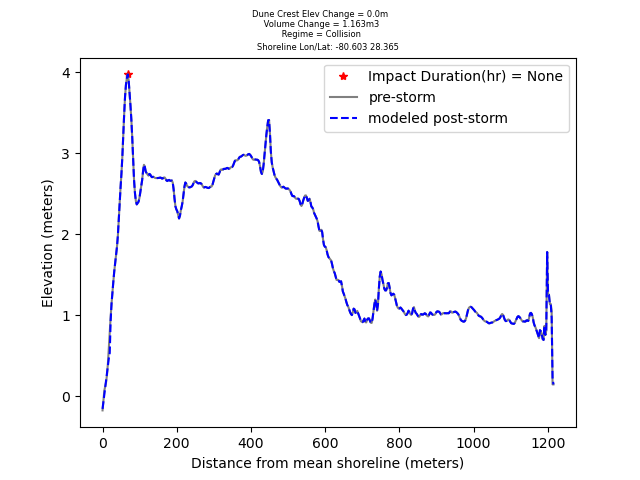 Dune Crest Elev Change = 0.0m
Volume Change = 1.163m3
Regime = Collision
Shoreline Lon/Lat: -80.603 28.365
Impact Duration(hr) = None
pre-storm
modeled post-storm
Elevation (meters)
4
3
2
1
0
0 200 400 600 800 1000 1200
Distance from mean shoreline (meters)